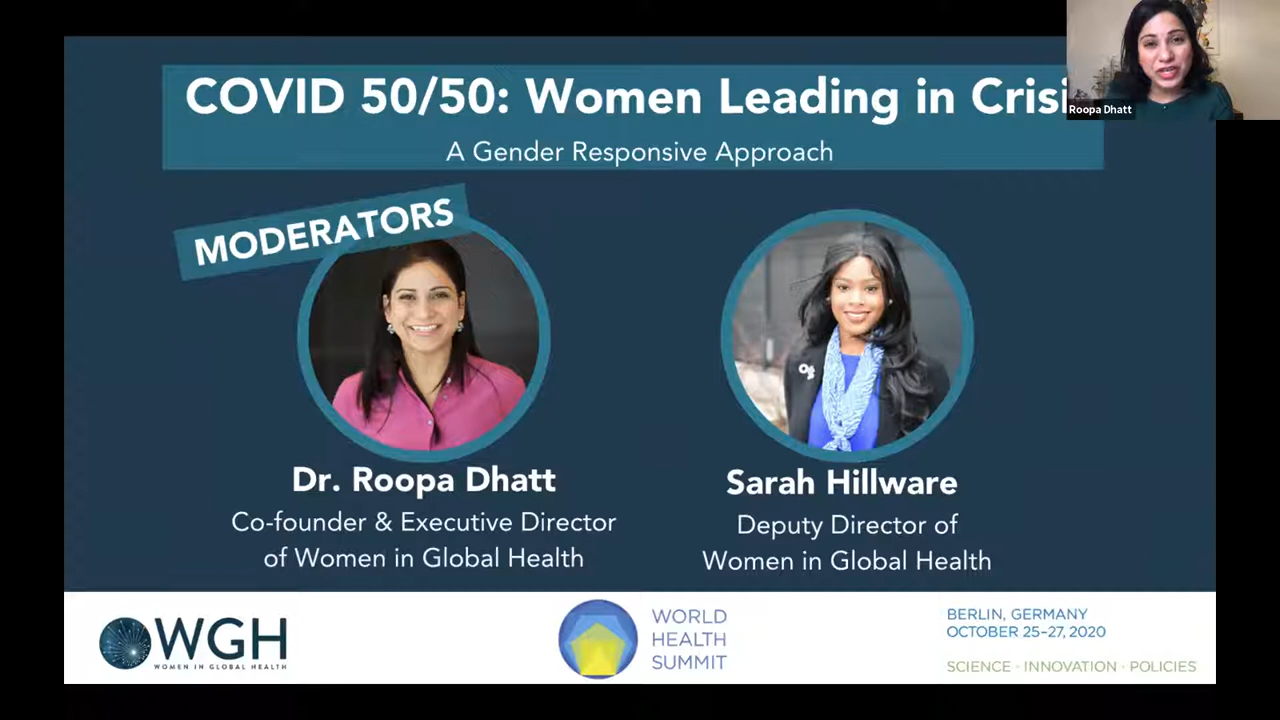 COVID 50/50: Women Leading in Crisi
A Gender Responsive Approach
Roopa Dhatt
MODERATORS
Dr. Roopa Dhatt
Co-founder & Executive Director
of Women in Global Health
Sarah Hillware
Deputy Director of
Women in Global Health
WGH
WOMEN IN GLOBAL HEALTH
WORLD
HEALTH
SUMMIT
BERLIN, GERMANY
OCTOBER 25–27, 2020
SCIENCE · INNOVATION · POLICIES